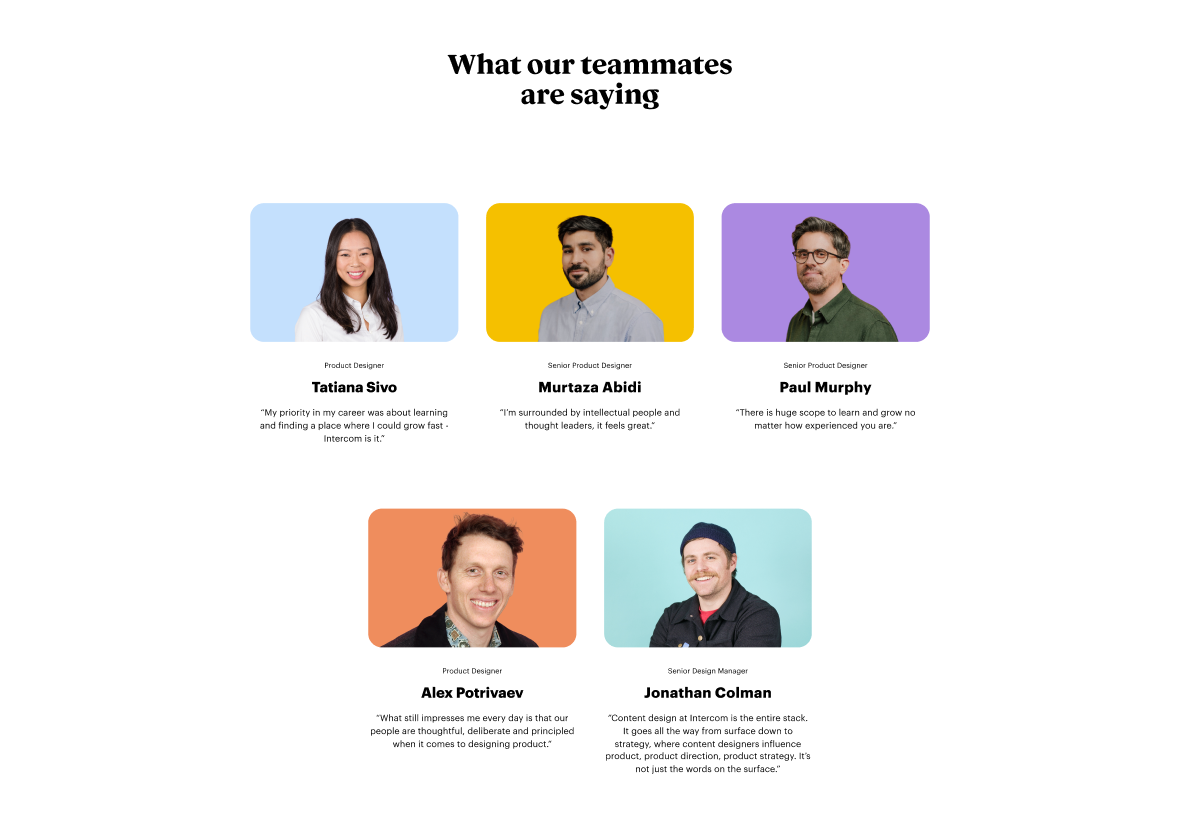 What our teammates
are saying
Product Designer
Tatiana Sivo
“My priority in my career was about learning
and finding a place where I could grow fast -
Intercom is it.”
Senior Product Designer
Murtaza Abidi
“I’m surrounded by intellectual people and
thought leaders, it feels great.”
Senior Product Designer
Paul Murphy
“There is huge scope to learn and grow no
matter how experienced you are.”
Product Designer
Alex Potrivaev
“What still impresses me every day is that our
people are thoughtful, deliberate and principled
when it comes to designing product.”
Senior Design Manager
Jonathan Colman
“Content design at Intercom is the entire stack.
It goes all the way from surface down to
strategy, where content designers influence
product, product direction, product strategy. It’s
not just the words on the surface.”